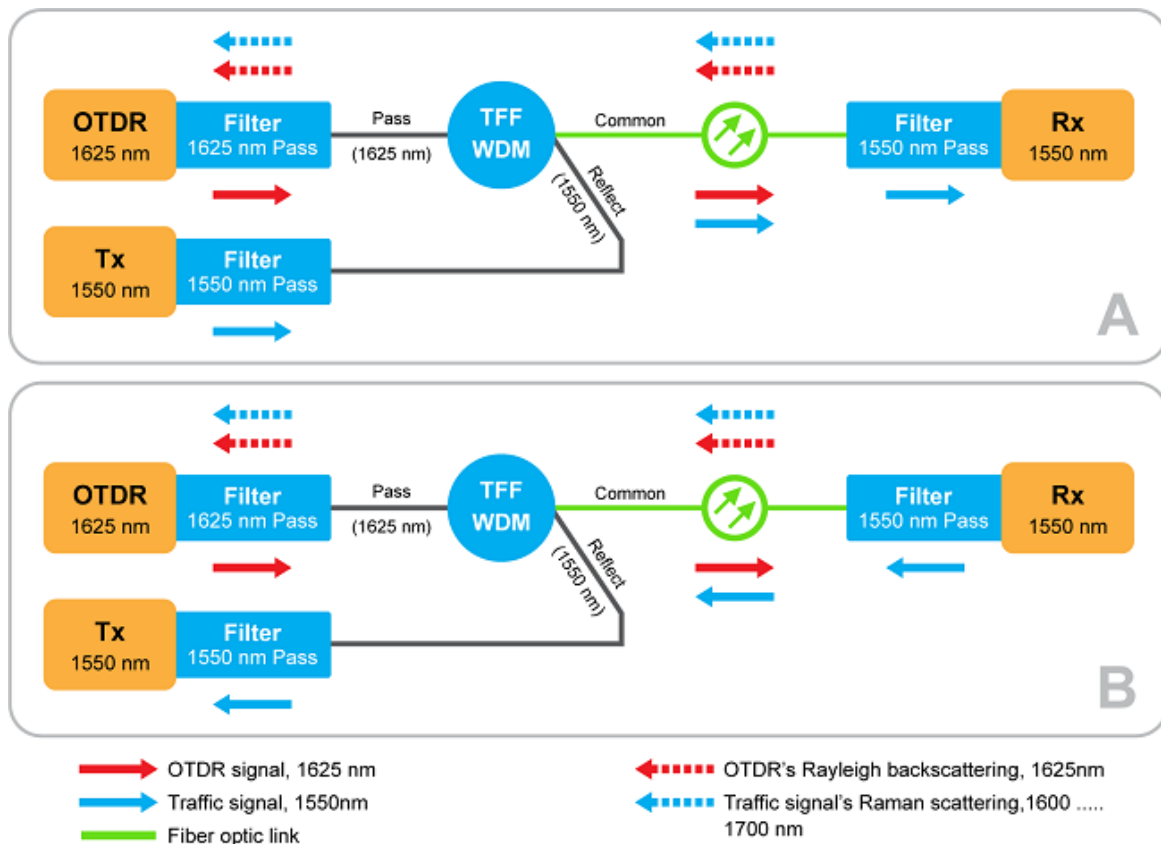 OTDR
1625 nm
Filter
1625 nm Pass
Pass
(1625 nm)
TFF
WDM
Common
Reflect
(1550 nm)
Filter
1550 nm Pass
Rx
1550 nm
Tx
1550 nm
Filter
1550 nm Pass
A
OTDR
1625 nm
Filter
1625 nm Pass
Pass
(1625 nm)
TFF
WDM
Common
Reflect
(1550 nm)
Filter
1550 nm Pass
Rx
1550 nm
Tx
1550 nm
Filter
1550 nm Pass
B
OTDR signal, 1625 nm
Traffic signal, 1550nm
Fiber optic link
OTDR's Rayleigh backscattering, 1625nm
Traffic signal's Raman scattering,1600 .....
1700 nm